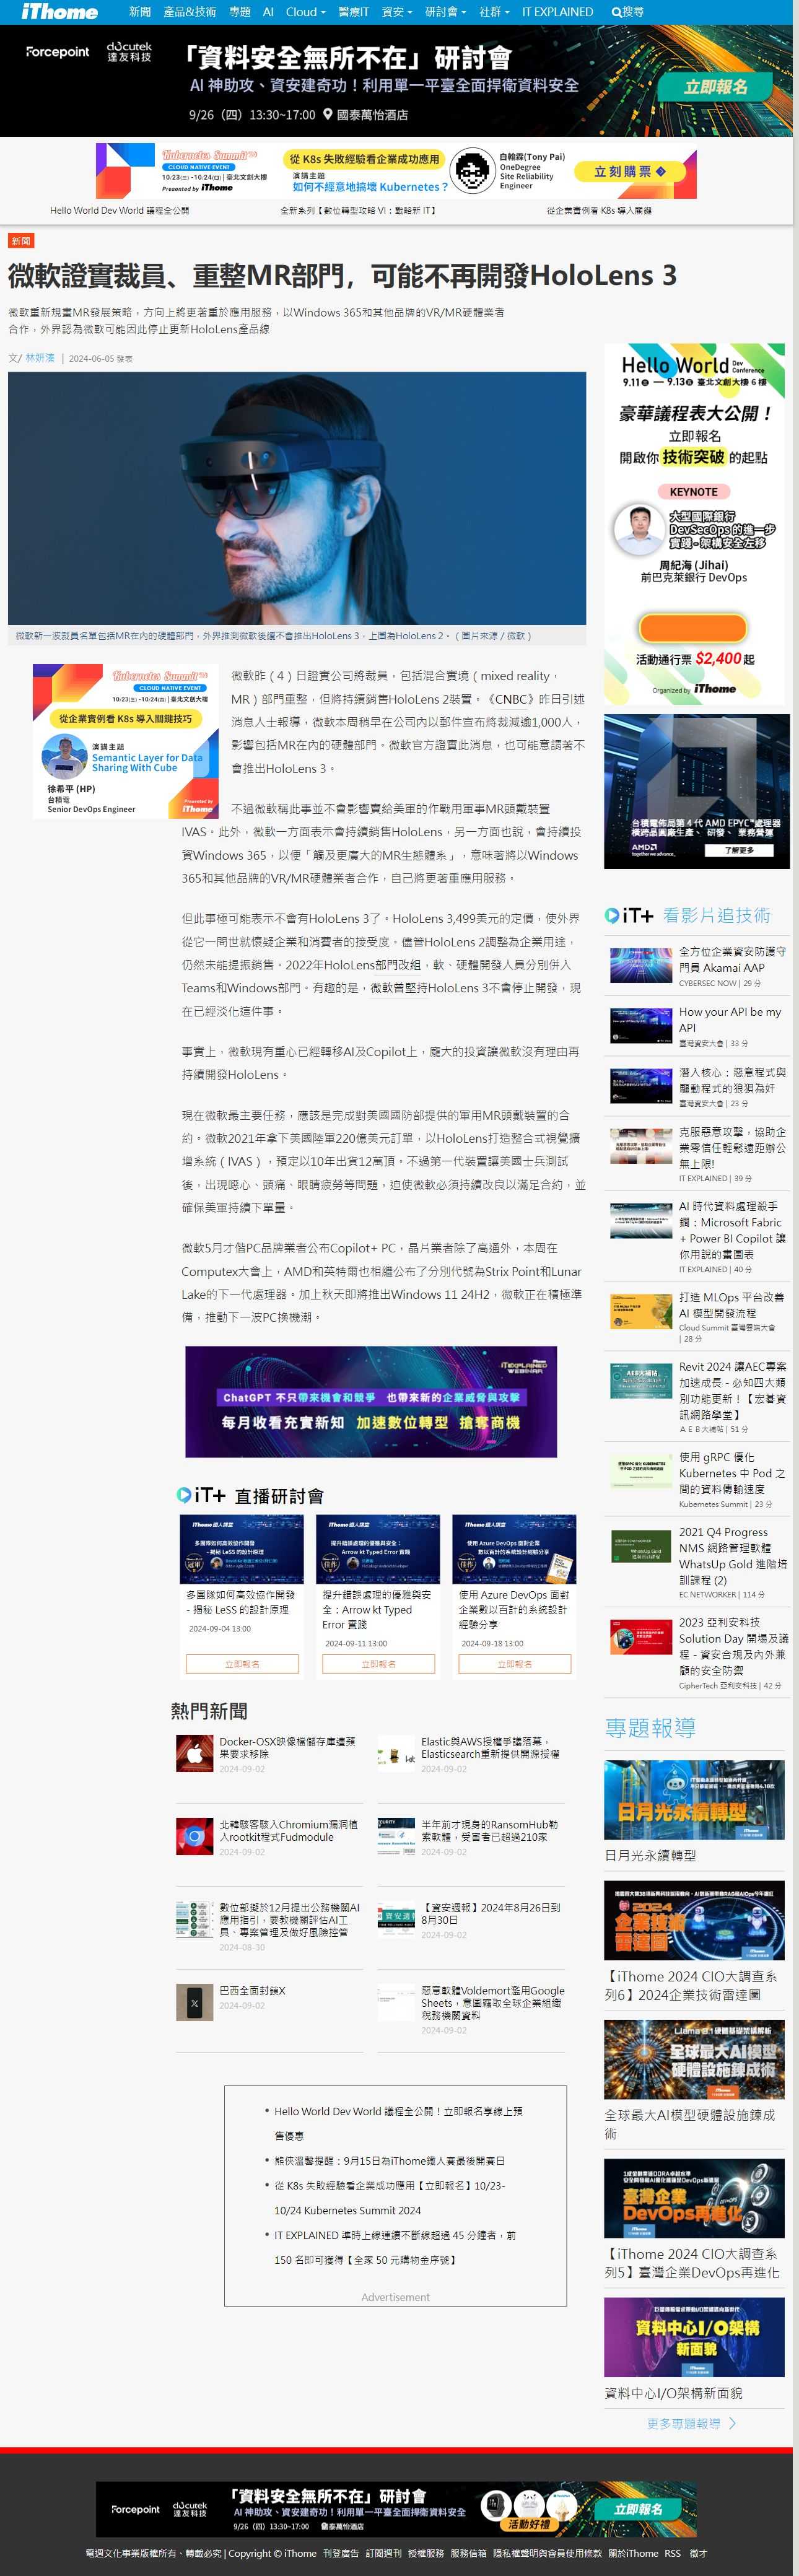 iThome
新聞 產品&技術 專題 AI Cloud 醫療IT 資安 研討會 社群 IT EXPLAINED 搜尋
Forcepoint docutek 達友科技
「資料安全無所不在」研討會
AI 神助攻、資安建奇功！利用單一平臺全面捍衛資料安全
9/26（四）13:30~17:00 國泰萬怡酒店
立即報名
Kubernetes Summit
CLOUD NATIVE EVENT
10.23(三) -10.24(四) | 臺北文創大樓
Presented by iThome
從 K8s 失敗經驗看企業成功應用
演講主題
如何不經意地搞壞 Kubernetes？
白翰霖(Tony Pai)
OneDegree
Site Reliability
Engineer
立刻購票
Hello World Dev World 議程全公開
全新系列【數位轉型攻略 VI：戰略新 IT】
從企業實例看 K8s 導入關鍵
新聞
微軟證實裁員、重整MR部門，可能不再開發HoloLens 3
微軟重新規畫MR發展策略，方向上將更著重於應用服務，以Windows 365和其他品牌的VR/MR硬體業者
合作，外界認為微軟可能因此停止更新HoloLens產品線
文/ 林妍溱 | 2024-06-05 發表
微軟新一波裁員名單包括MR在內的硬體部門，外界推測微軟後續不會推出HoloLens 3，上圖為HoloLens 2。（圖片來源／微軟）
Kubernetes Summit
CLOUD NATIVE EVENT
10/23(三) -10/24(四) | 臺北文創大樓
從企業實例看 K8s 導入關鍵技巧
演講主題
Semantic Layer for Data
Sharing With Cube
徐希平 (HP)
台積電
Senior DevOps Engineer
Presented by
iThome
微軟昨（4）日證實公司將裁員，包括混合實境（mixed reality，
MR）部門重整，但將持續銷售HoloLens 2裝置。《CNBC》昨日引述
消息人士報導，微軟本周稍早在公司內以郵件宣布將裁減逾1,000人，
影響包括MR在內的硬體部門。微軟官方證實此消息，也可能意謂著不
會推出HoloLens 3。
不過微軟稱此事並不會影響賣給美軍的作戰用軍事MR頭戴裝置
IVAS。此外，微軟一方面表示會持續銷售HoloLens，另一方面也說，會持續投
資Windows 365，以便「觸及更廣大的MR生態體系」，意味著將以Windows
365和其他品牌的VR/MR硬體業者合作，自己將更著重應用服務。
但此事極可能表示不會有HoloLens 3了。HoloLens 3,499美元的定價，使外界
從它一問世就懷疑企業和消費者的接受度。儘管HoloLens 2調整為企業用途，
仍然未能提振銷售。2022年HoloLens部門改組，軟、硬體開發人員分別併入
Teams和Windows部門。有趣的是，微軟曾堅持HoloLens 3不會停止開發，現
在已經淡化這件事。
事實上，微軟現有重心已經轉移AI及Copilot上，龐大的投資讓微軟沒有理由再
持續開發HoloLens。
現在微軟最主要任務，應該是完成對美國國防部提供的軍用MR頭戴裝置的合
約。微軟2021年拿下美國陸軍220億美元訂單，以HoloLens打造整合式視覺擴
增系統（IVAS），預定以10年出貨12萬頂。不過第一代裝置讓美國士兵測試
後，出現噁心、頭痛、眼睛疲勞等問題，迫使微軟必須持續改良以滿足合約，並
確保美軍持續下單量。
微軟5月才偕PC品牌業者公布Copilot+ PC，晶片業者除了高通外，本周在
Computex大會上，AMD和英特爾也相繼公布了分別代號為Strix Point和Lunar
Lake的下一代處理器。加上秋天即將推出Windows 11 24H2，微軟正在積極準
備，推動下一波PC換機潮。
IT EXPLAINED
WEBINAR
ChatGPT 不只帶來機會和競爭 也帶來新的企業威脅與攻擊
每月收看充實新知 加速數位轉型 搶奪商機
iT+ 直播研討會
多團隊如何高效協作開發
- 揭秘 LeSS 的設計原理
2024-09-04 13:00
立即報名
提升錯誤處理的優雅與安
全：Arrow kt Typed
Error 實踐
2024-09-11 13:00
立即報名
使用 Azure DevOps 面對
企業數以百計的系統設計
經驗分享
2024-09-18 13:00
立即報名
熱門新聞
Docker-OSX映像檔儲存庫遭蘋
果要求移除
2024-09-02
Elastic與AWS授權爭議落幕，
Elasticsearch重新提供開源授權
2024-09-02
北韓駭客駭入Chromium漏洞植
入rootkit程式Fudmodule
2024-09-02
半年前才現身的RansomHub勒
索軟體，受害者已超過210家
2024-09-02
數位部擬於12月提出公務機關AI
應用指引，要教機關評估AI工
具、專案管理及做好風險控管
2024-08-30
【資安週報】2024年8月26日到
8月30日
2024-09-02
巴西全面封鎖X
2024-09-02
惡意軟體Voldemort濫用Google
Sheets，意圖竊取全球企業組織
稅務機關資料
2024-09-02
Hello World Dev World 議程全公開！立即報名享線上預
售優惠
熊俠溫馨提醒：9月15日為iThome鐵人賽最後開賽日
從 K8s 失敗經驗看企業成功應用【立即報名】10/23-
10/24 Kubernetes Summit 2024
IT EXPLAINED 準時上線連續不斷線超過 45 分鐘者，前
150 名即可獲得【全家 50 元購物金序號】
Advertisement
Hello World Dev Conference
9.11(三) — 9.13(五) 臺北文創大樓 6 樓
豪華議程表大公開！
立即報名
開啟你 技術突破 的起點
KEYNOTE
大型國際銀行
DevSecOps 的進一步
實踐 - 架構安全左移
周紀海 (Jihai)
前巴克萊銀行 DevOps
活動通行票 $2,400起
Organized by iThome
台積電佈局第 4 代 AMD EPYC™處理器
橫跨晶圓廠生產、 研發、 業務營運
AMD
together we advance_
了解更多
iT+ 看影片追技術
全方位企業資安防護守
門員 Akamai AAP
CYBERSEC NOW | 29 分
How your API be my
API
臺灣資安大會 | 33 分
潛入核心：惡意程式與
驅動程式的狼狽為奸
臺灣資安大會 | 23 分
克服惡意攻擊，協助企
業零信任輕鬆遠距辦公
無上限!
IT EXPLAINED | 39 分
AI 時代資料處理殺手
鐧：Microsoft Fabric
+ Power BI Copilot 讓
你用說的畫圖表
IT EXPLAINED | 40 分
打造 MLOps 平台改善
AI 模型開發流程
Cloud Summit 臺灣雲端大會
| 28 分
Revit 2024 讓AEC專案
加速成長 - 必知四大類
別功能更新！【宏碁資
訊網路學堂】
ＡＥＢ大補帖 | 51 分
使用 gRPC 優化
Kubernetes 中 Pod 之
間的資料傳輸速度
Kubernetes Summit | 23 分
2021 Q4 Progress
NMS 網路管理軟體
WhatsUp Gold 進階培
訓課程 (2)
EC NETWORKER | 114 分
2023 亞利安科技
Solution Day 開場及議
程 - 資安合規及內外兼
顧的安全防禦
CipherTech 亞利安科技 | 42 分
專題報導
日月光永續轉型
日月光永續轉型
2024
企業技術
雷達圖
【iThome 2024 CIO大調查系
列6】2024企業技術雷達圖
Llama 3.1 硬體基礎架構解析
全球最大AI模型
硬體設施鍊成術
全球最大AI模型硬體設施鍊成
術
臺灣企業
DevOps再進化
【iThome 2024 CIO大調查系
列5】臺灣企業DevOps再進化
資料中心I/O架構
新面貌
資料中心I/O架構新面貌
更多專題報導
Forcepoint docutek 達友科技
「資料安全無所不在」研討會
AI 神助攻、資安建奇功！利用單一平臺全面捍衛資料安全
9/26（四）13:30~17:00 國泰萬怡酒店
活動好禮
立即報名
電週文化事業版權所有、轉載必究 | Copyright © iThome 刊登廣告 訂閱週刊 授權服務 服務信箱 隱私權聲明與會員使用條款 關於iThome RSS 徵才